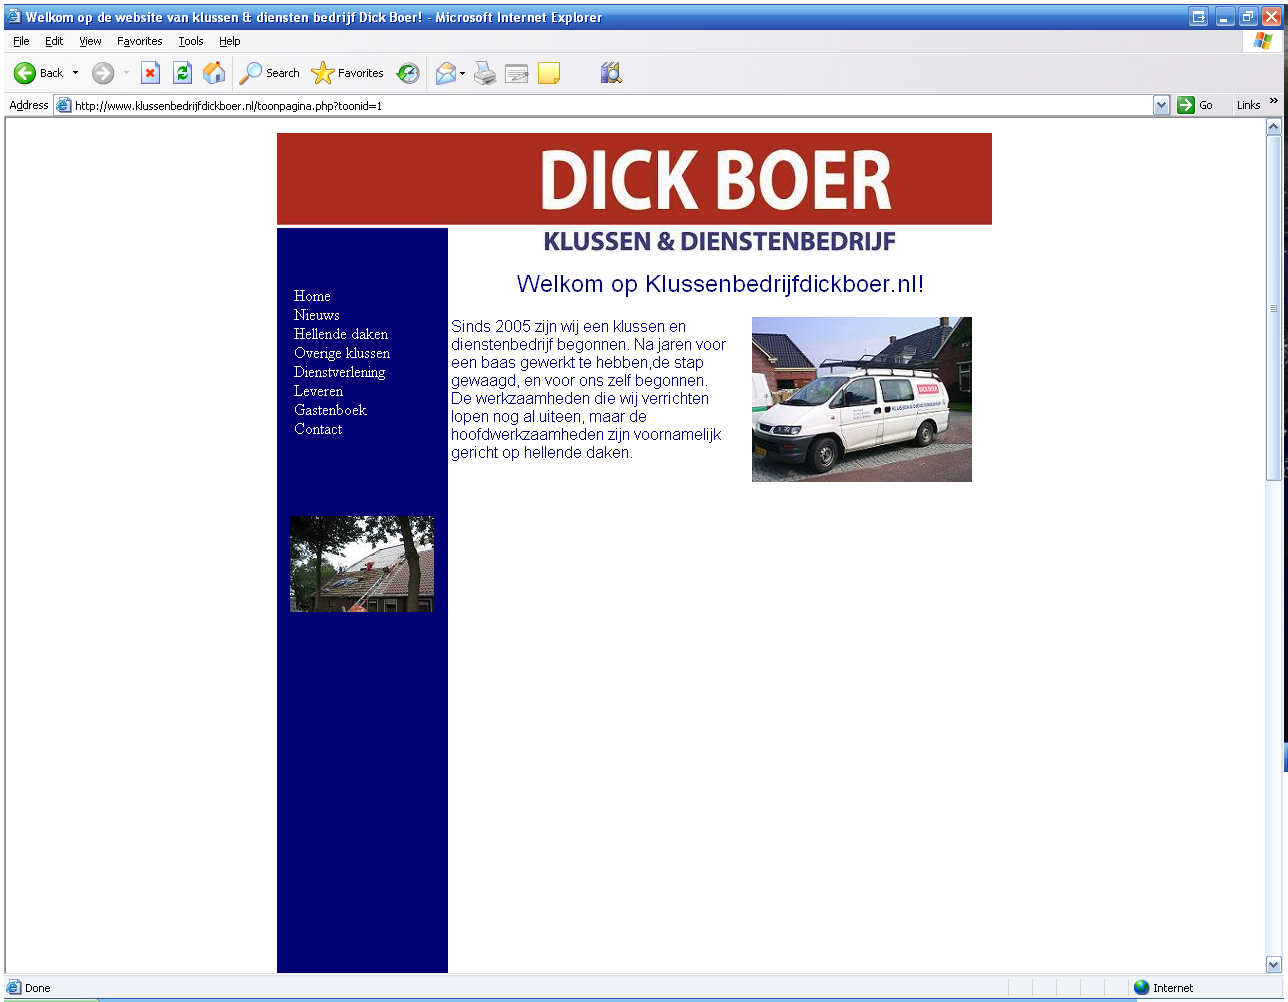 Welkom op de website van klussen & diensten bedrijf Dick Boer! - Microsoft Internet Explorer
File Edit View Favorites Tools Help
Back Search Favorites
Address http://www.klussenbedrijfdickboer.nl/toonpagina.php?toonid=1 Go Links »
DICK BOER
KLUSSEN & DIENSTENBEDRIJF
Welkom op Klussenbedrijfdickboer.nl!
Home
Nieuws
Hellende daken
Overige klussen
Dienstverlening
Leveren
Gastenboek
Contact
Sinds 2005 zijn wij een klussen en
dienstenbedrijf begonnen. Na jaren voor
een baas gewerkt te hebben,de stap
gewaagd, en voor ons zelf begonnen.
De werkzaamheden die wij verrichten
lopen nog al uiteen, maar de
hoofdwerkzaamheden zijn voornamelijk
gericht op hellende daken.
DICK BOER
KLUSSEN & DIENSTENBEDRIJF
Done Internet